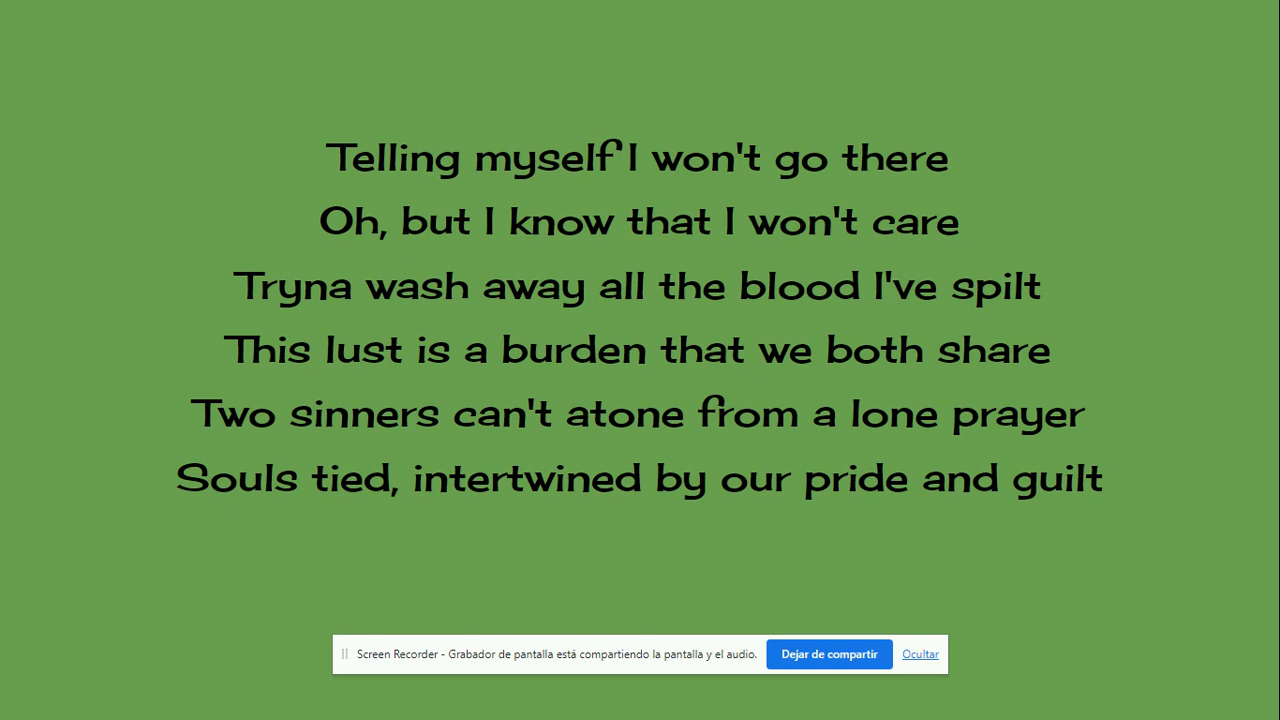 Telling myself I won't go there
Oh, but I know that I won't care
Tryna wash away all the blood I've spilt
This lust is a burden that we both share
Two sinners can't atone from a lone prayer
Souls tied, intertwined by our pride and guilt
Screen Recorder - Grabador de pantalla está compartiendo la pantalla y el audio. Dejar de compartir Ocultar